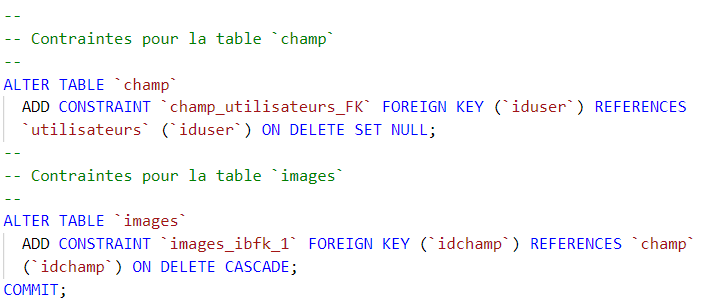 --
-- Contraintes pour la table `champ`
--
ALTER TABLE `champ`
ADD CONSTRAINT `champ_utilisateurs_FK` FOREIGN KEY (`iduser`) REFERENCES
`utilisateurs` (`iduser`) ON DELETE SET NULL;
--
-- Contraintes pour la table `images`
--
ALTER TABLE `images`
ADD CONSTRAINT `images_ibfk_1` FOREIGN KEY (`idchamp`) REFERENCES `champ`
(`idchamp`) ON DELETE CASCADE;
COMMIT;